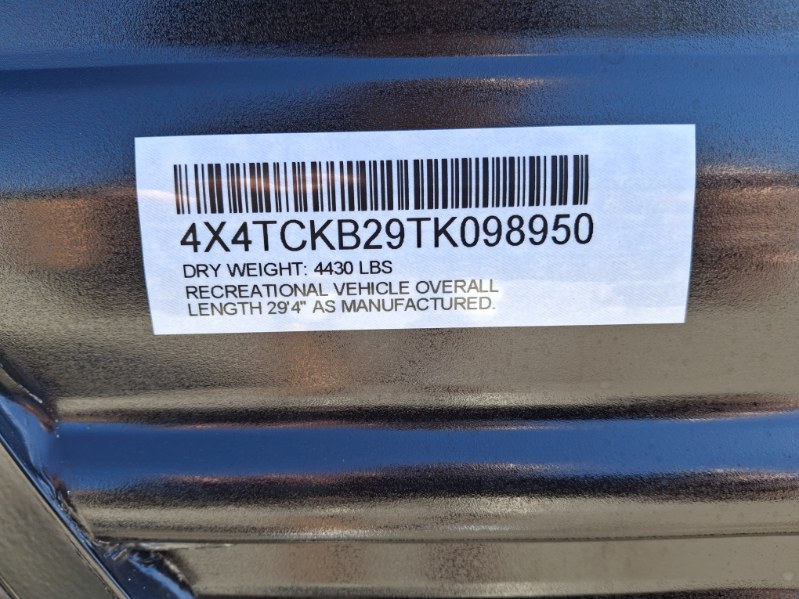 4X4TCKB29TK098950
DRY WEIGHT: 4430 LBS
RECREATIONAL VEHICLE OVERALL
LENGTH 29'4" AS MANUFACTURED.